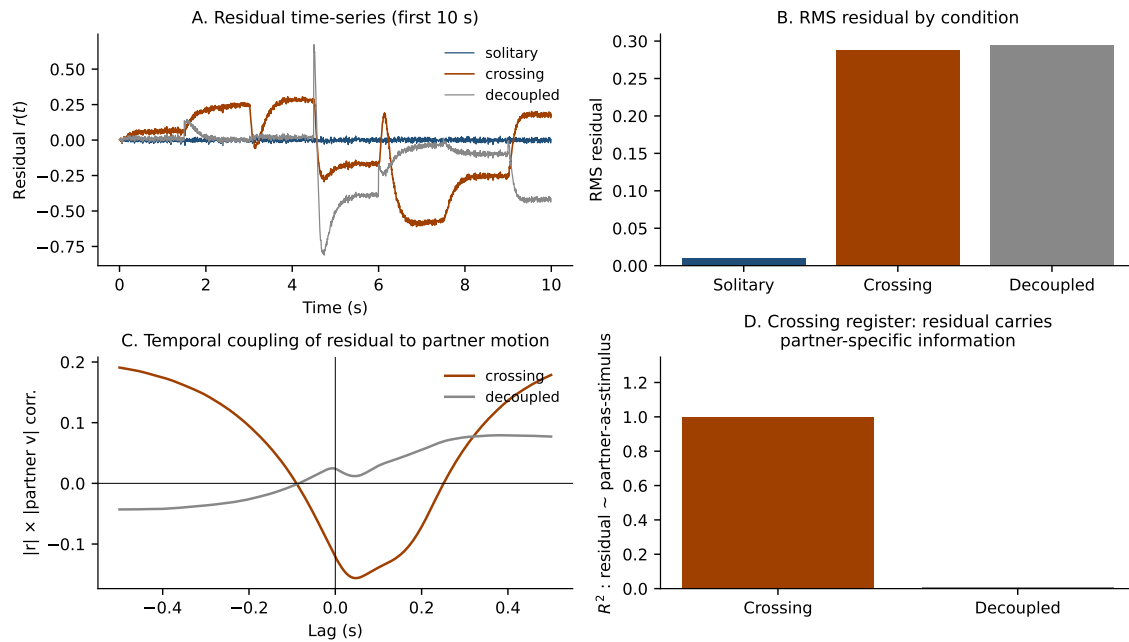 A. Residual time-series (first 10 s)
solitary
crossing
decoupled
0.50
0.25
0.00
−0.25
−0.50
−0.75
Residual r(t)
0
2
4
6
8
10
Time (s)
B. RMS residual by condition
0.30
0.25
0.20
0.15
0.10
0.05
0.00
RMS residual
Solitary
Crossing
Decoupled
C. Temporal coupling of residual to partner motion
crossing
decoupled
0.2
0.1
0.0
−0.1
|r| × |partner v| corr.
−0.4
−0.2
0.0
0.2
0.4
Lag (s)
D. Crossing register: residual carries
partner-specific information
1.2
1.0
0.8
0.6
0.4
0.2
0.0
R² : residual ~ partner-as-stimulus
Crossing
Decoupled